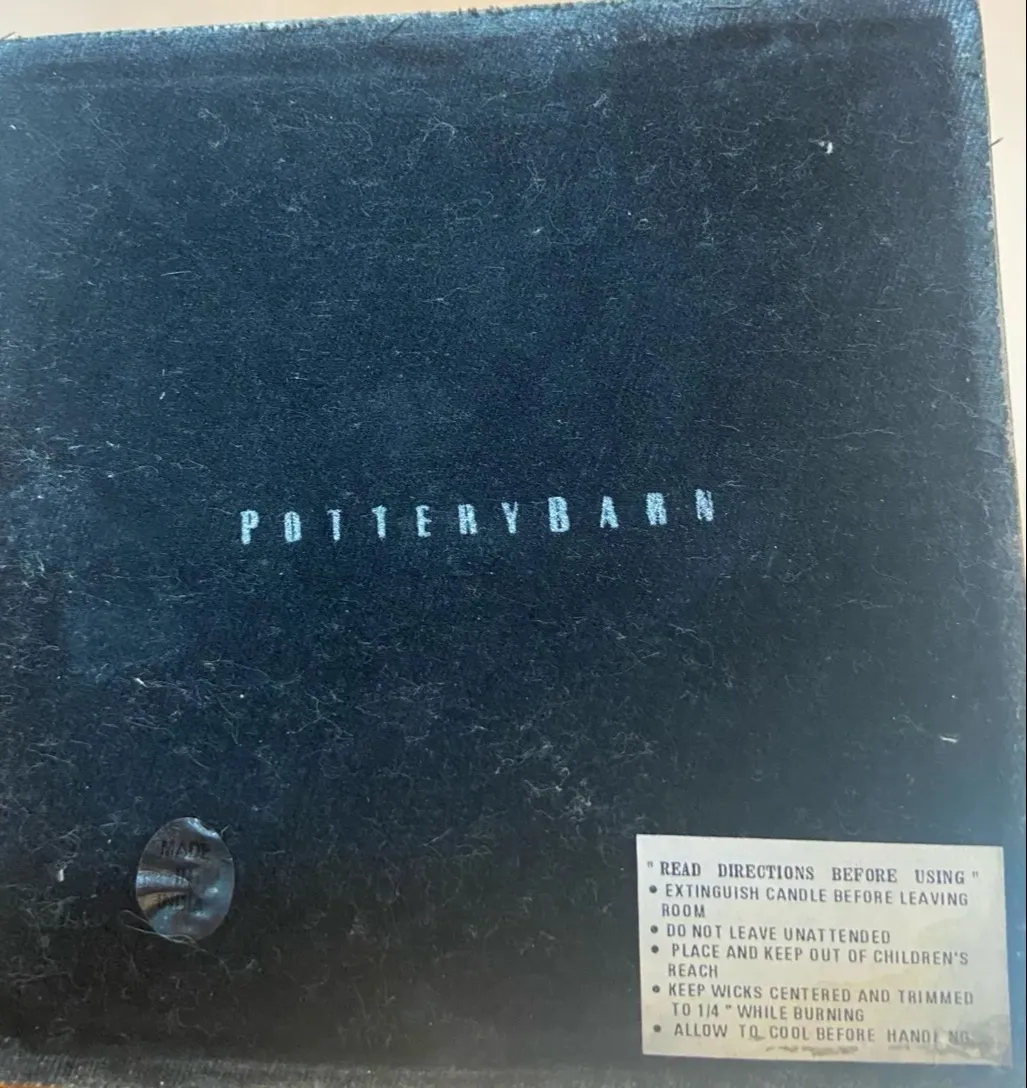 POTTERYBARN
MADE
IN
" READ DIRECTIONS BEFORE USING "
• EXTINGUISH CANDLE BEFORE LEAVING
ROOM
• DO NOT LEAVE UNATTENDED
• PLACE AND KEEP OUT OF CHILDREN'S
REACH
• KEEP WICKS CENTERED AND TRIMMED
TO 1/4 " WHILE BURNING
• ALLOW TO COOL BEFORE